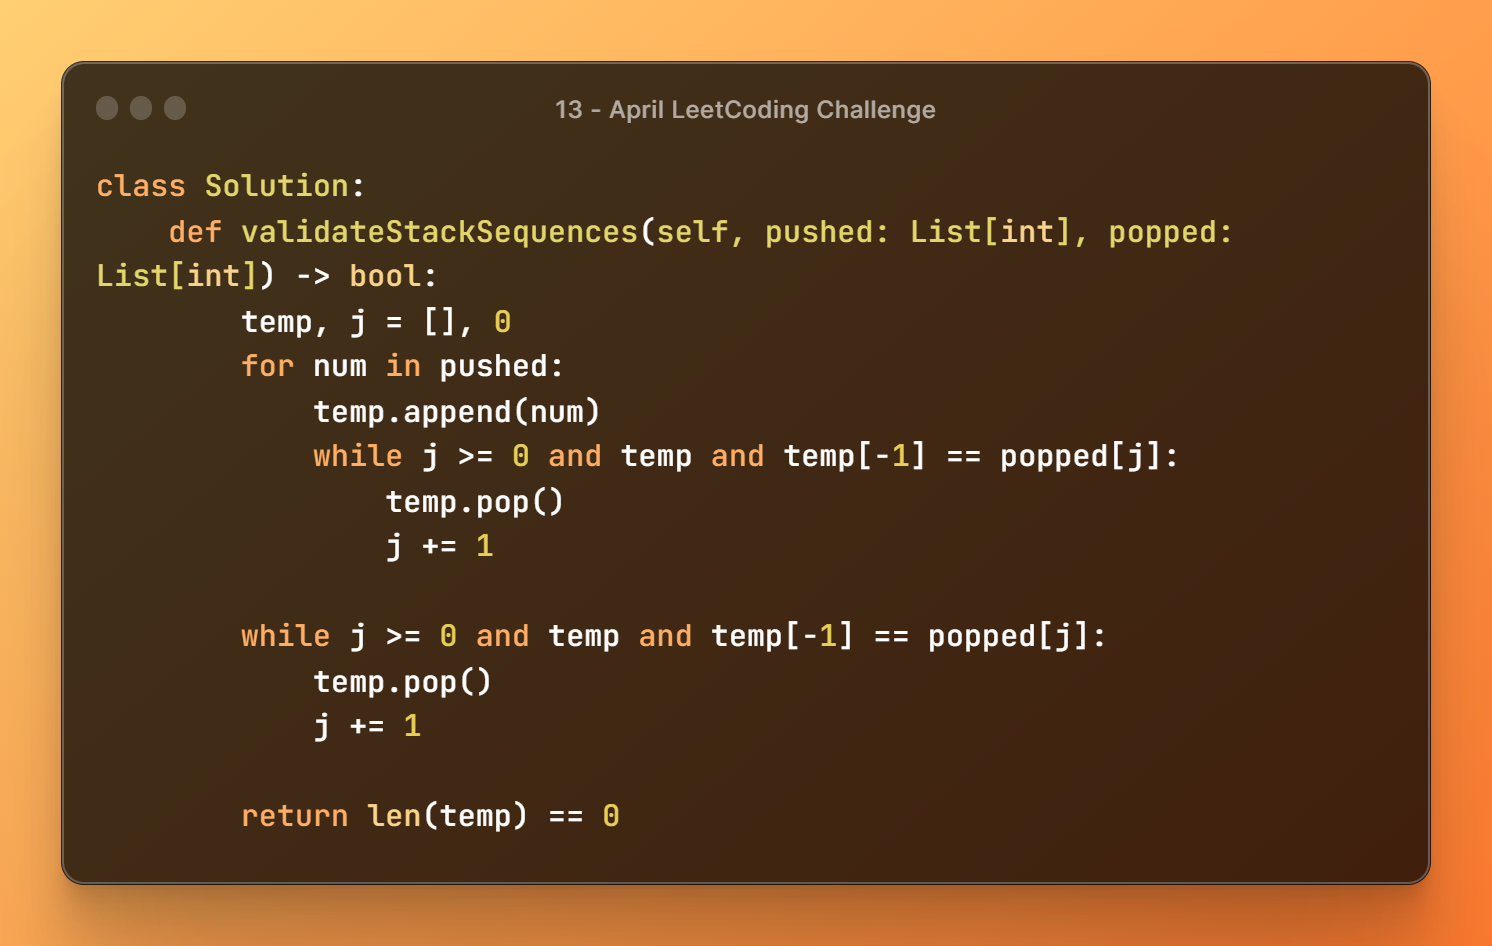 13 - April LeetCoding Challenge
class Solution:
    def validateStackSequences(self, pushed: List[int], popped:
List[int]) -> bool:
        temp, j = [], 0
        for num in pushed:
            temp.append(num)
            while j >= 0 and temp and temp[-1] == popped[j]:
                temp.pop()
                j += 1

        while j >= 0 and temp and temp[-1] == popped[j]:
            temp.pop()
            j += 1

        return len(temp) == 0